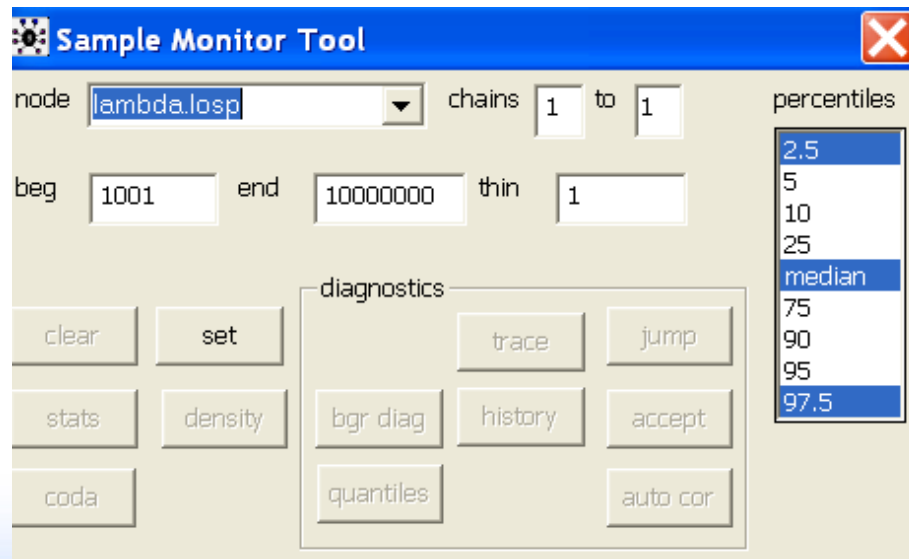 Sample Monitor Tool
node lambda.losp chains 1 to 1 percentiles
beg 1001 end 10000000 thin 1
2.5
5
10
25
median
75
90
95
97.5
diagnostics
clear set trace jump
stats density bgr diag history accept
coda quantiles auto cor